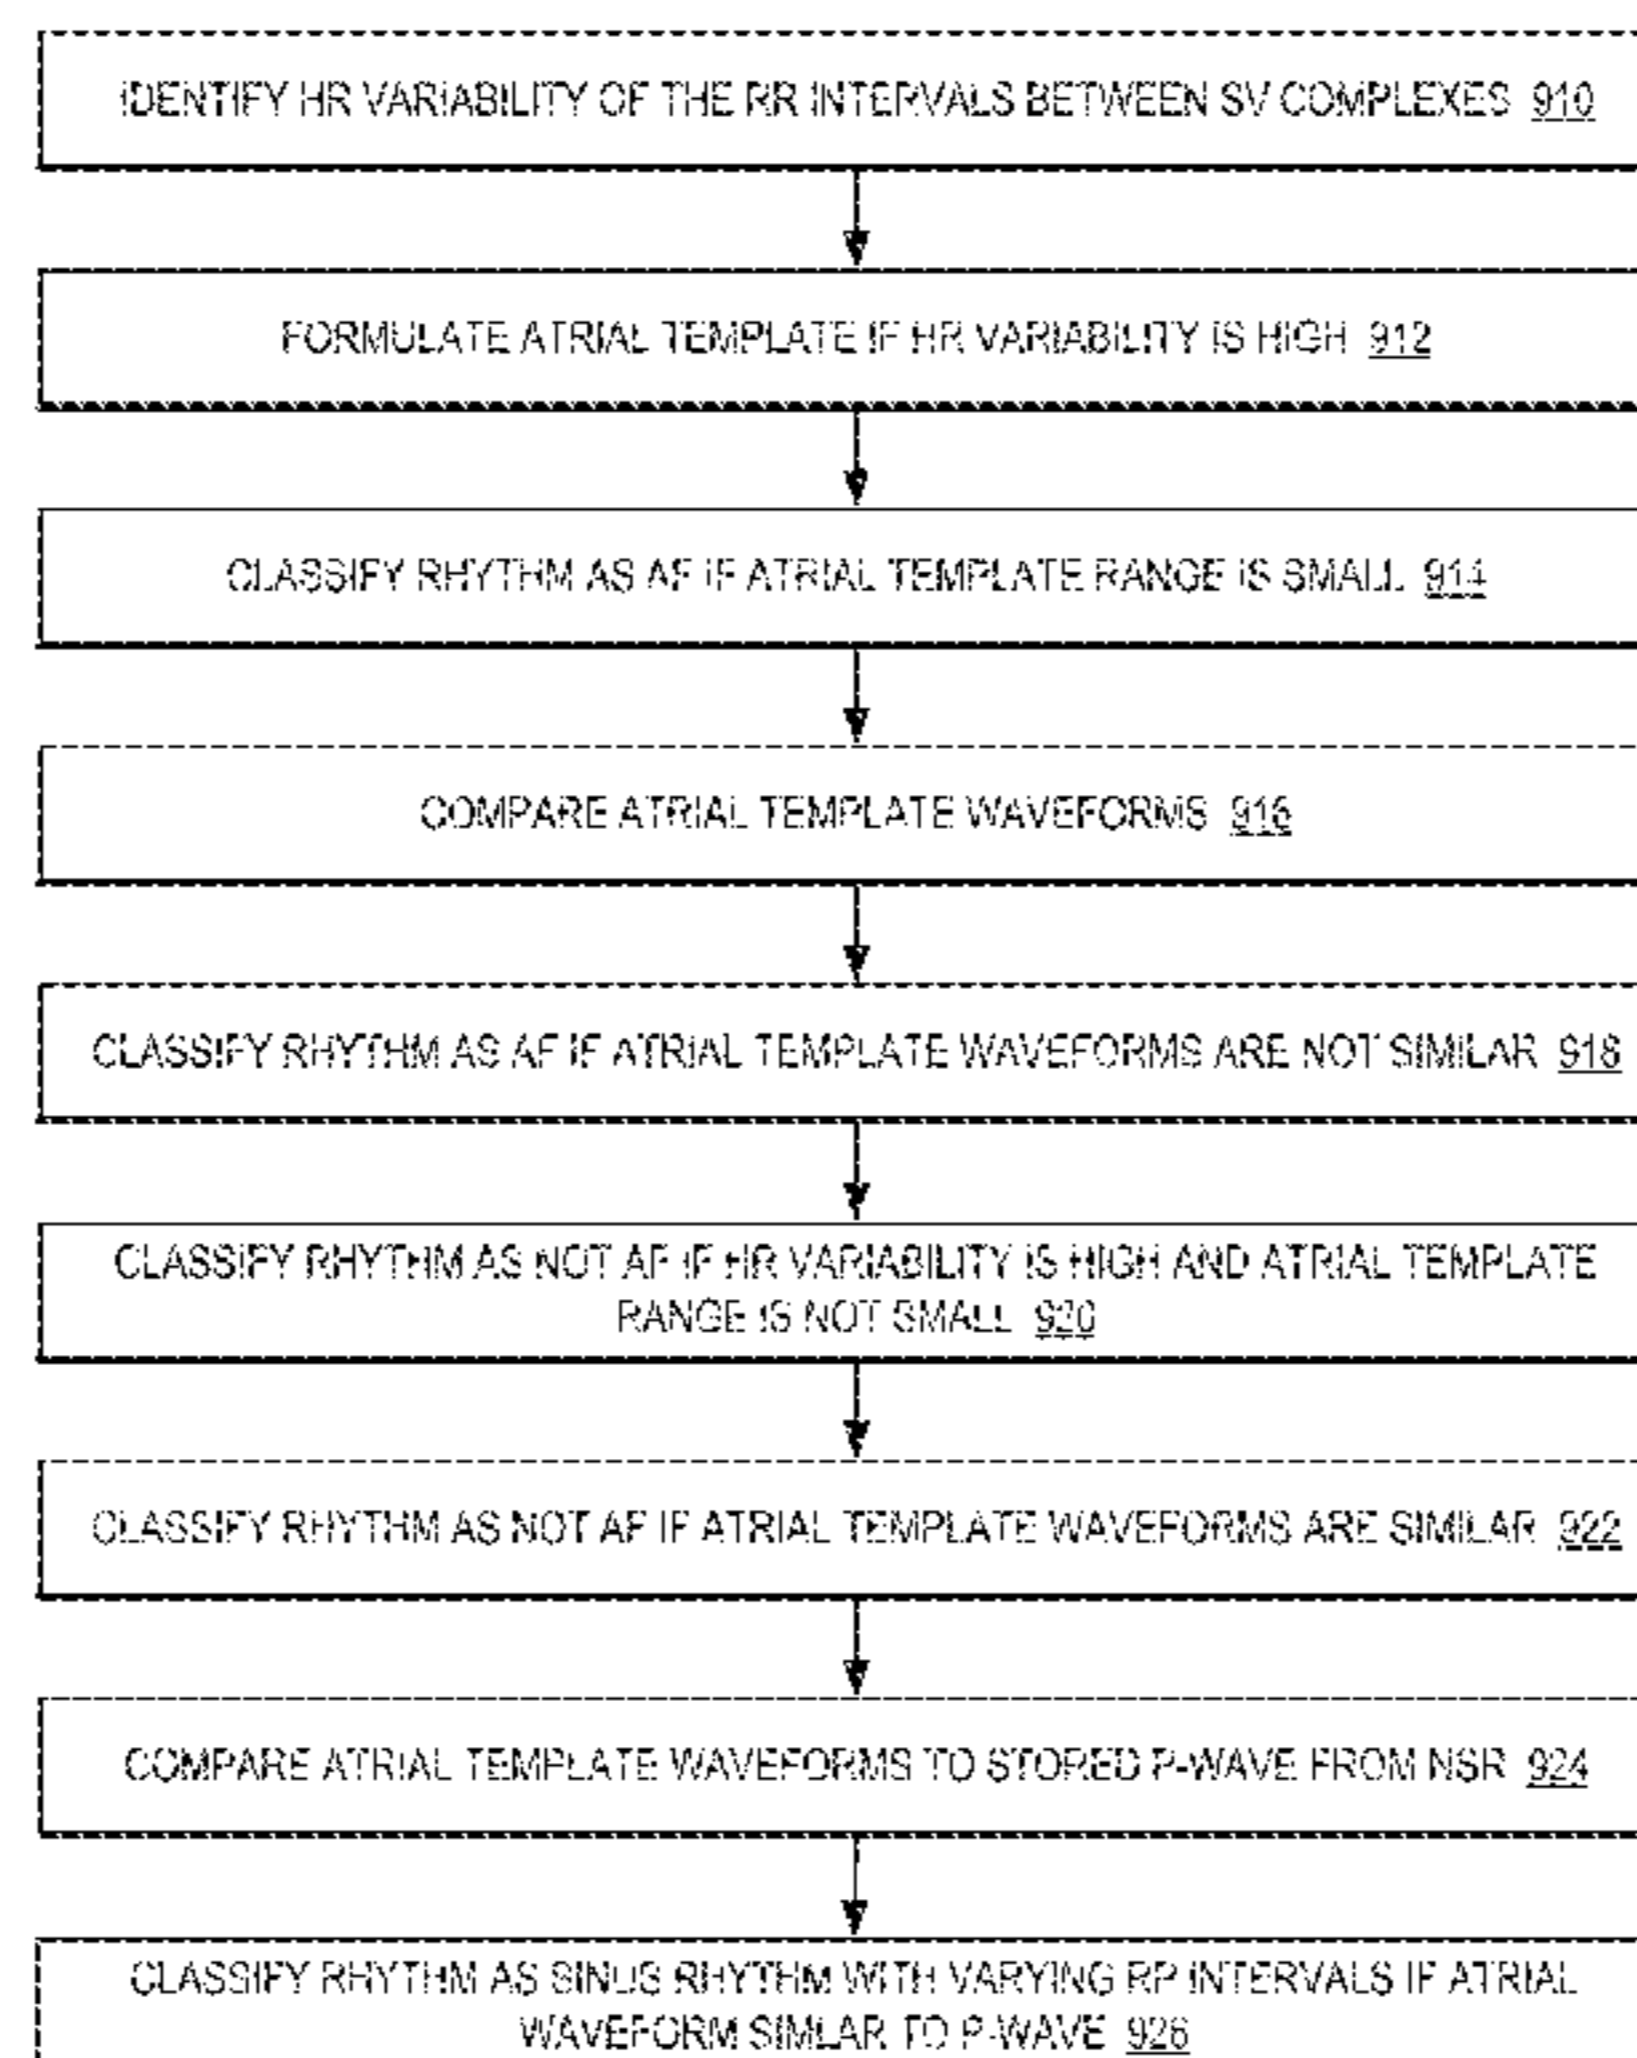 IDENTIFY HR VARIABILITY OF THE RR INTERVALS BETWEEN SV COMPLEXES 910
FORMULATE ATRIAL TEMPLATE IF HR VARIABILITY IS HIGH 912
CLASSIFY RHYTHM AS AF IF ATRIAL TEMPLATE RANGE IS SMALL 914
COMPARE ATRIAL TEMPLATE WAVEFORMS 916
CLASSIFY RHYTHM AS AF IF ATRIAL TEMPLATE WAVEFORMS ARE NOT SIMILAR 918
CLASSIFY RHYTHM AS NOT AF IF HR VARIABILITY IS HIGH AND ATRIAL TEMPLATE
RANGE IS NOT SMALL 920
CLASSIFY RHYTHM AS NOT AF IF ATRIAL TEMPLATE WAVEFORMS ARE SIMILAR 922
COMPARE ATRIAL TEMPLATE WAVEFORMS TO STORED P-WAVE FROM NSR 924
CLASSIFY RHYTHM AS SINUS RHYTHM WITH VARYING RP INTERVALS IF ATRIAL
WAVEFORM SIMLAR TO P-WAVE 926